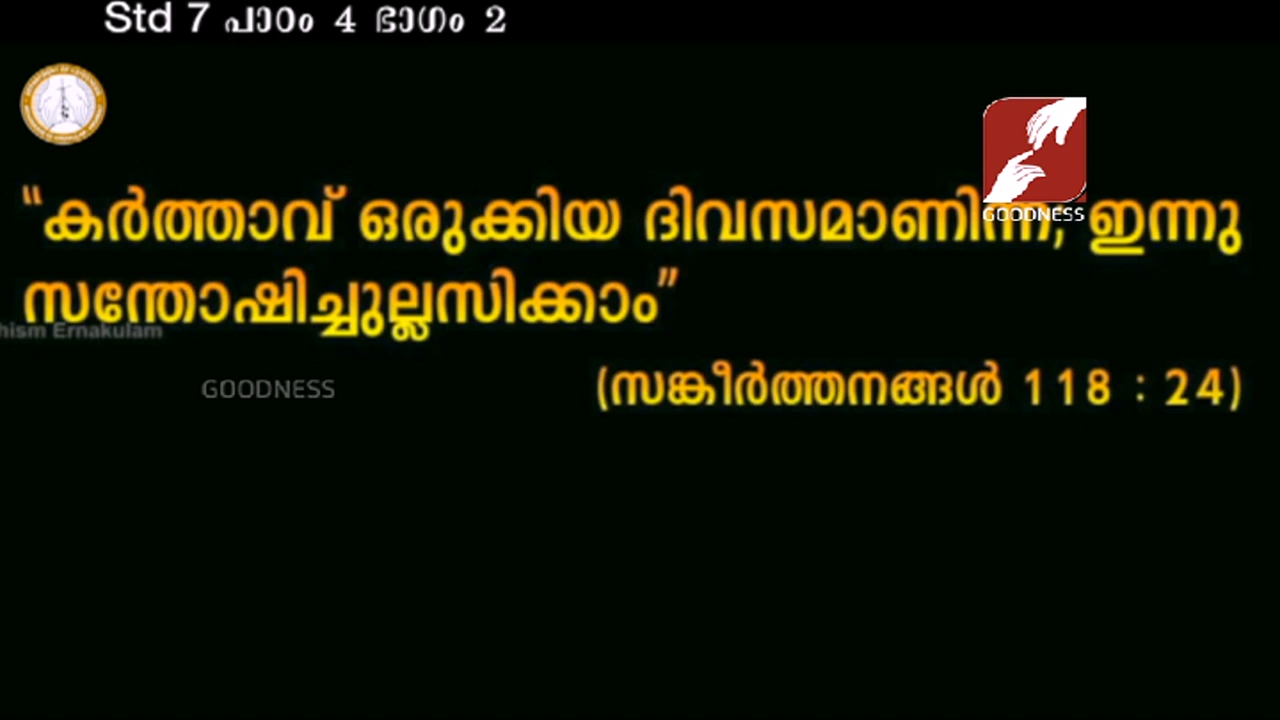 Std 7 പാഠം 4 ഭാഗം 2
GOODNESS
"കർത്താവ് ഒരുക്കിയ ദിവസമാണിന്ന്, ഇന്നു
സന്തോഷിച്ചുല്ലസിക്കാം"
hism Ernakulam
GOODNESS
(സങ്കീർത്തനങ്ങൾ 118 : 24)